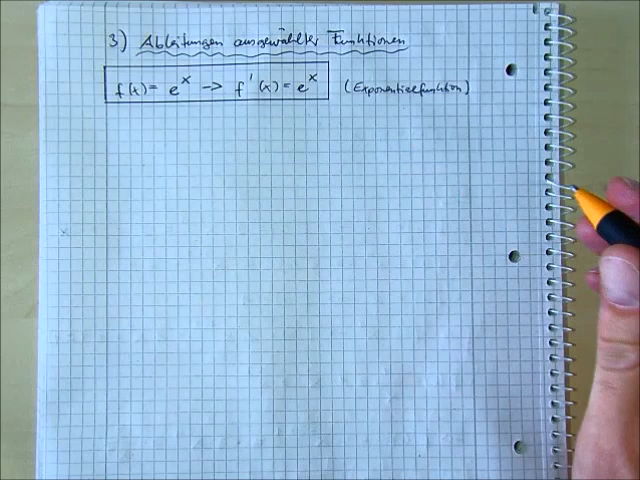 3) Ableitungen ausgewählter Funktionen
f(x) = e^x -> f'(x) = e^x (Exponentialfunktion)